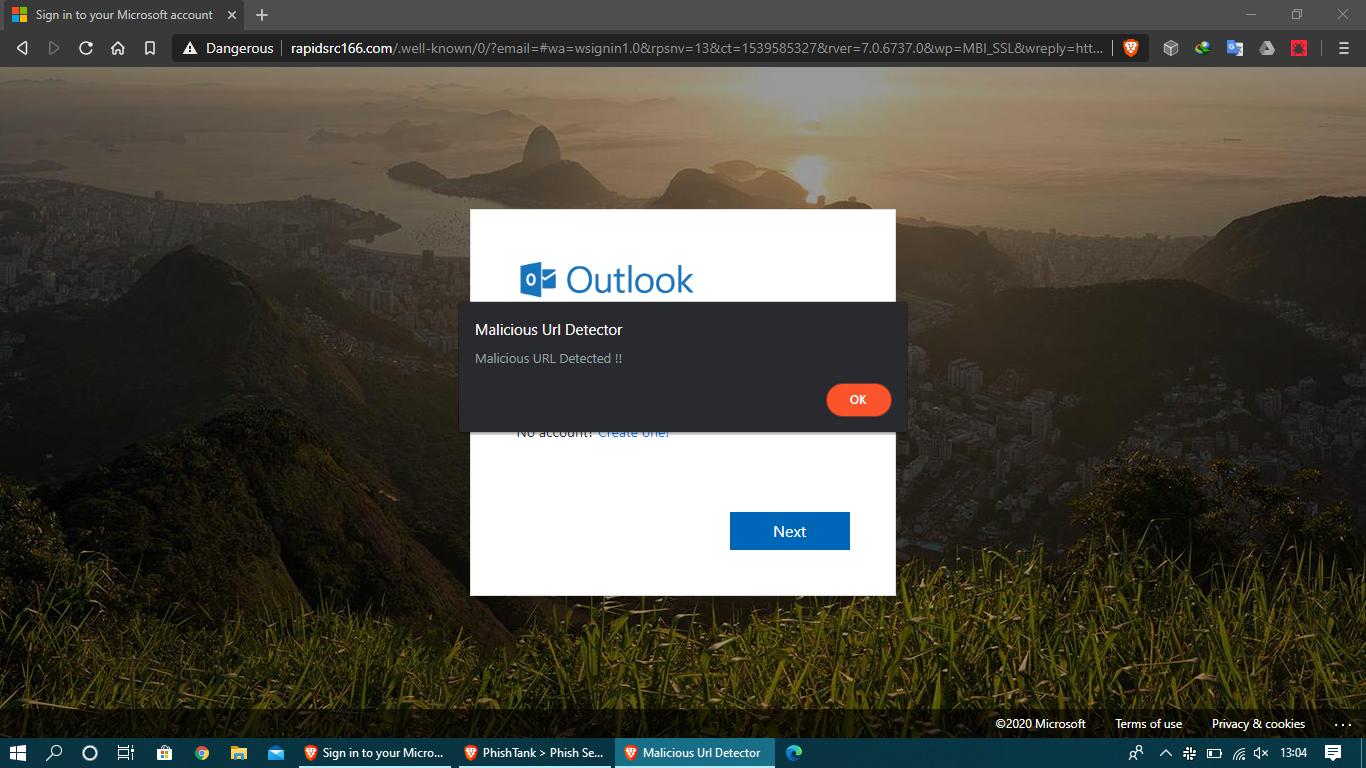 Sign in to your Microsoft account
Dangerous
rapidsrc166.com/.well-known/0/?email=#wa=wsignin1.0&rpsnv=13&ct=1539585327&rver=7.0.6737.0&wp=MBI_SSL&wreply=htt...
Outlook
Malicious Url Detector
Malicious URL Detected !!
OK
No account? Create one!
Next
©2020 Microsoft
Terms of use
Privacy & cookies
Sign in to your Micro...
PhishTank > Phish Se...
Malicious Url Detector
13:04